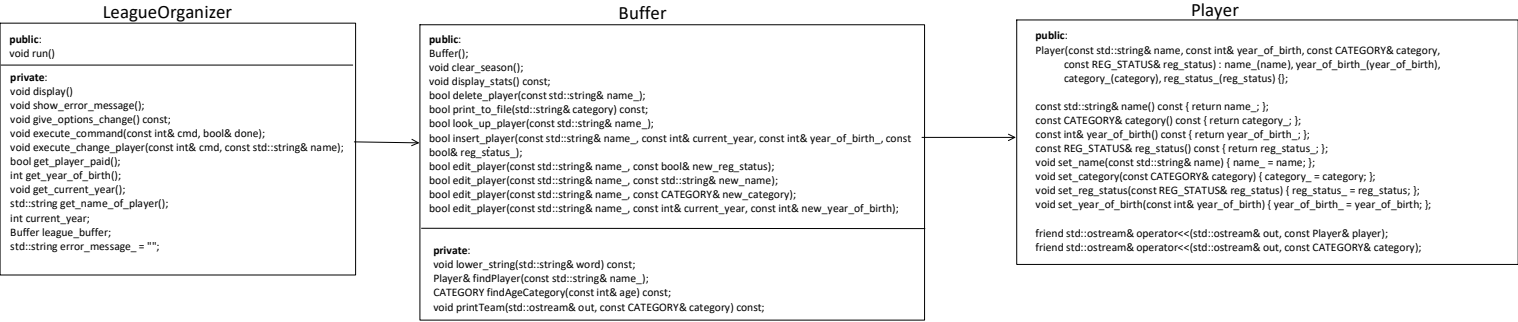 LeagueOrganizer
public:
void run()
private:
void display()
void show_error_message();
void give_options_change() const;
void execute_command(const int& cmd, bool& done);
void execute_change_player(const int& cmd, const std::string& name);
bool get_player_paid();
int get_year_of_birth();
void get_current_year();
std::string get_name_of_player();
int current_year;
Buffer league_buffer;
std::string error_message_ = "";
Buffer
public:
Buffer();
void clear_season();
void display_stats() const;
bool delete_player(const std::string& name_);
bool print_to_file(std::string& category) const;
bool look_up_player(const std::string& name_);
bool insert_player(const std::string& name_, const int& current_year, const int& year_of_birth_, const
bool& reg_status_);
bool edit_player(const std::string& name_, const bool& new_reg_status);
bool edit_player(const std::string& name_, const std::string& new_name);
bool edit_player(const std::string& name_, const CATEGORY& new_category);
bool edit_player(const std::string& name_, const int& current_year, const int& new_year_of_birth);
private:
void lower_string(std::string& word) const;
Player& findPlayer(const std::string& name_);
CATEGORY findAgeCategory(const int& age) const;
void printTeam(std::ostream& out, const CATEGORY& category) const;
Player
public:
Player(const std::string& name, const int& year_of_birth, const CATEGORY& category,
const REG_STATUS& reg_status) : name_(name), year_of_birth_(year_of_birth),
category_(category), reg_status_(reg_status) {};
const std::string& name() const { return name_; };
const CATEGORY& category() const { return category_; };
const int& year_of_birth() const { return year_of_birth_; };
const REG_STATUS& reg_status() const { return reg_status_; };
void set_name(const std::string& name) { name_ = name; };
void set_category(const CATEGORY& category) { category_ = category; };
void set_reg_status(const REG_STATUS& reg_status) { reg_status_ = reg_status; };
void set_year_of_birth(const int& year_of_birth) { year_of_birth_ = year_of_birth; };
friend std::ostream& operator<<(std::ostream& out, const Player& player);
friend std::ostream& operator<<(std::ostream& out, const CATEGORY& category);